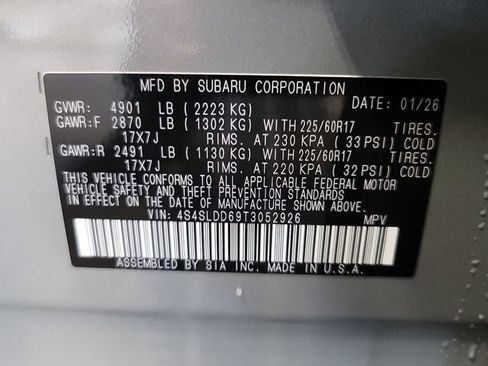 MFD BY SUBARU CORPORATION
GVWR: 4901 LB ( 2223 KG) DATE: 01/26
GAWR:F 2870 LB ( 1302 KG) WITH 225/60R17 TIRES.
17X7J RIMS. AT 230 KPA ( 33 PSI) COLD
GAWR:R 2491 LB ( 1130 KG) WITH 225/60R17 TIRES.
17X7J RIMS. AT 220 KPA ( 32 PSI) COLD
THIS VEHICLE CONFORMS TO ALL APPLICABLE FEDERAL MOTOR
VEHICLE SAFETY AND THEFT PREVENTION STANDARDS
IN EFFECT ON THE DATE OF MANUFACTURE SHOWN ABOVE.
VIN: 4S4SLDD69T3052926 MPV
ASSEMBLED BY SIA INC. MADE IN U.S.A.